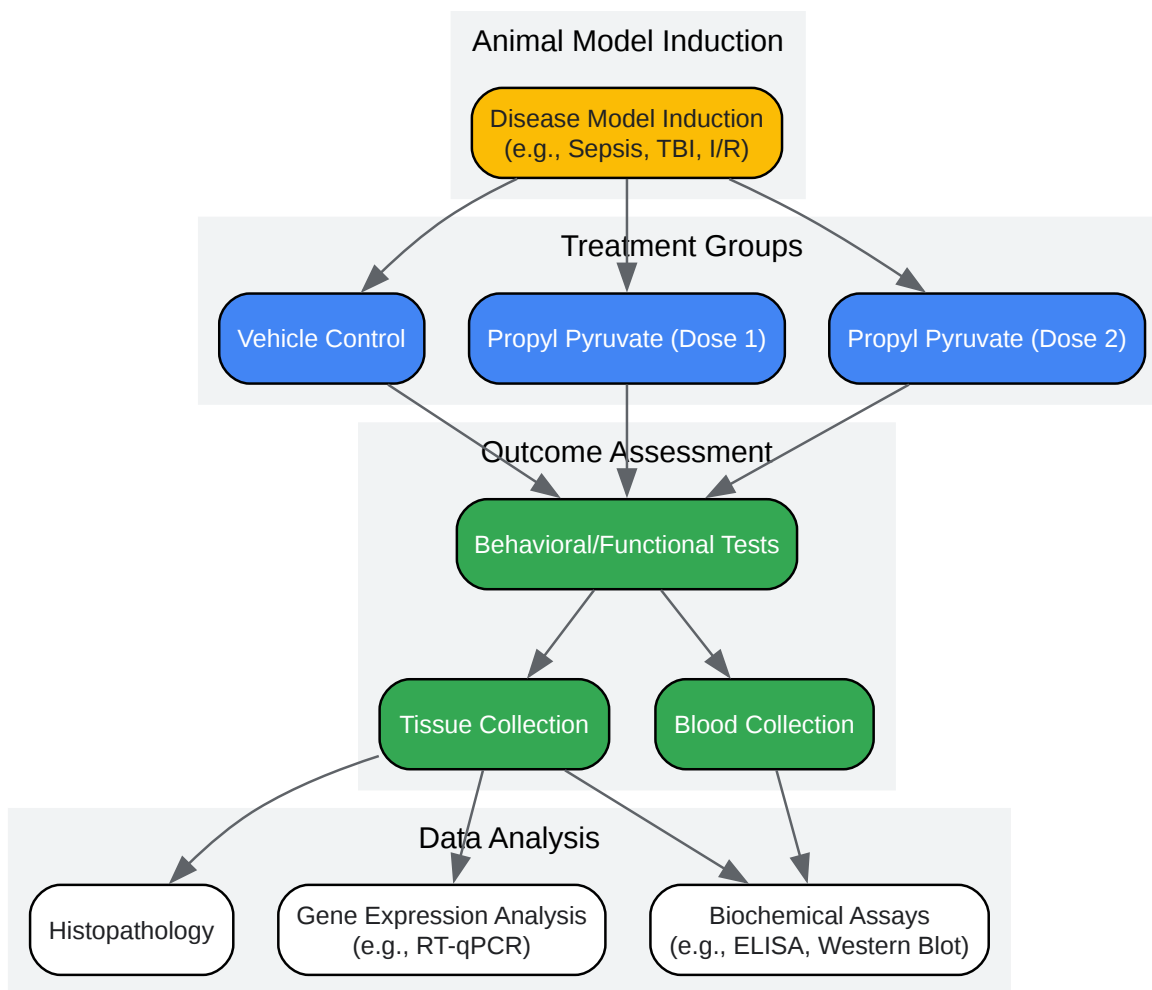 Animal Model Induction
Disease Model Induction
(e.g., Sepsis, TBI, I/R)
Treatment Groups
Vehicle Control
Propyl Pyruvate (Dose 1)
Propyl Pyruvate (Dose 2)
Outcome Assessment
Behavioral/Functional Tests
Tissue Collection
Blood Collection
Data Analysis
Histopathology
Gene Expression Analysis
(e.g., RT-qPCR)
Biochemical Assays
(e.g., ELISA, Western Blot)